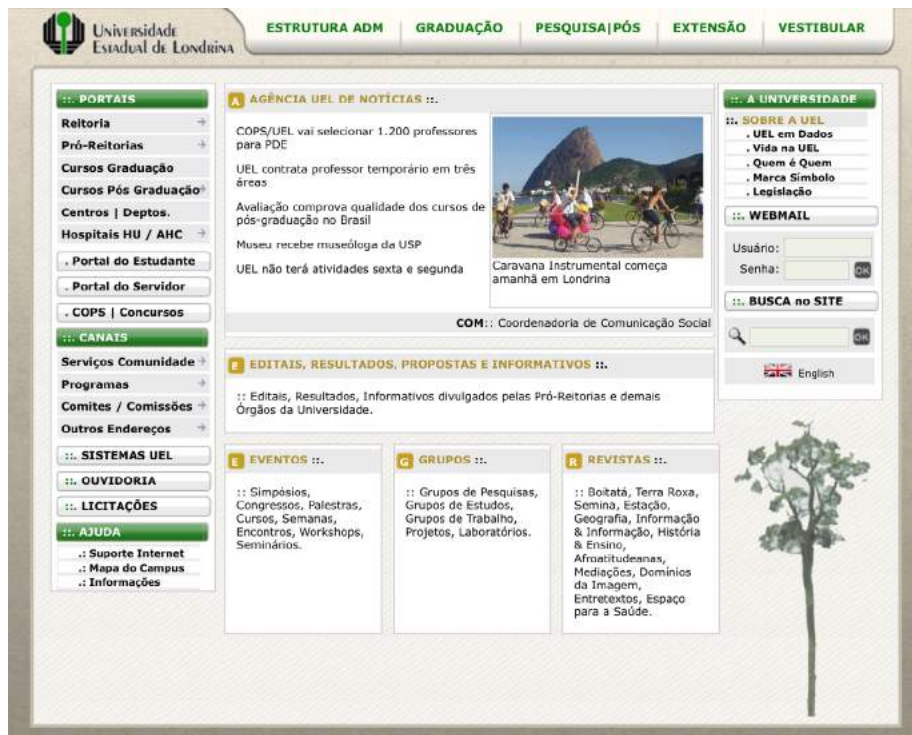 Universidade
Estadual de Londrina
ESTRUTURA ADM
GRADUAÇÃO
PESQUISA|PÓS
EXTENSÃO
VESTIBULAR
::. PORTAIS
Reitoria
Pró-Reitorias
Cursos Graduação
Cursos Pós Graduação
Centros | Deptos.
Hospitais HU / AHC
. Portal do Estudante
. Portal do Servidor
. COPS | Concursos
::. CANAIS
Serviços Comunidade
Programas
Comites / Comissões
Outros Endereços
::. SISTEMAS UEL
::. OUVIDORIA
::. LICITAÇÕES
::. AJUDA
.: Suporte Internet
.: Mapa do Campus
.: Informações
A AGÊNCIA UEL DE NOTÍCIAS ::.
COPS/UEL vai selecionar 1.200 professores
para PDE
UEL contrata professor temporário em três
áreas
Avaliação comprova qualidade dos cursos de
pós-graduação no Brasil
Museu recebe museóloga da USP
UEL não terá atividades sexta e segunda
Caravana Instrumental começa
amanhã em Londrina
COM:: Coordenadoria de Comunicação Social
E EDITAIS, RESULTADOS, PROPOSTAS E INFORMATIVOS ::.
:: Editais, Resultados, Informativos divulgados pelas Pró-Reitorias e demais
Órgãos da Universidade.
E EVENTOS ::.
:: Simpósios,
Congressos, Palestras,
Cursos, Semanas,
Encontros, Workshops,
Seminários.
G GRUPOS ::.
:: Grupos de Pesquisas,
Grupos de Estudos,
Grupos de Trabalho,
Projetos, Laboratórios.
R REVISTAS ::.
:: Boitatá, Terra Roxa,
Semina, Estação,
Geografia, Informação
& Informação, História
& Ensino,
Afroatitudeanas,
Mediações, Domínios
da Imagem,
Entretextos, Espaço
para a Saúde.
::. A UNIVERSIDADE
::. SOBRE A UEL
. UEL em Dados
. Vida na UEL
. Quem é Quem
. Marca Símbolo
. Legislação
::. WEBMAIL
Usuário:
Senha:
OK
::. BUSCA no SITE
OK
English